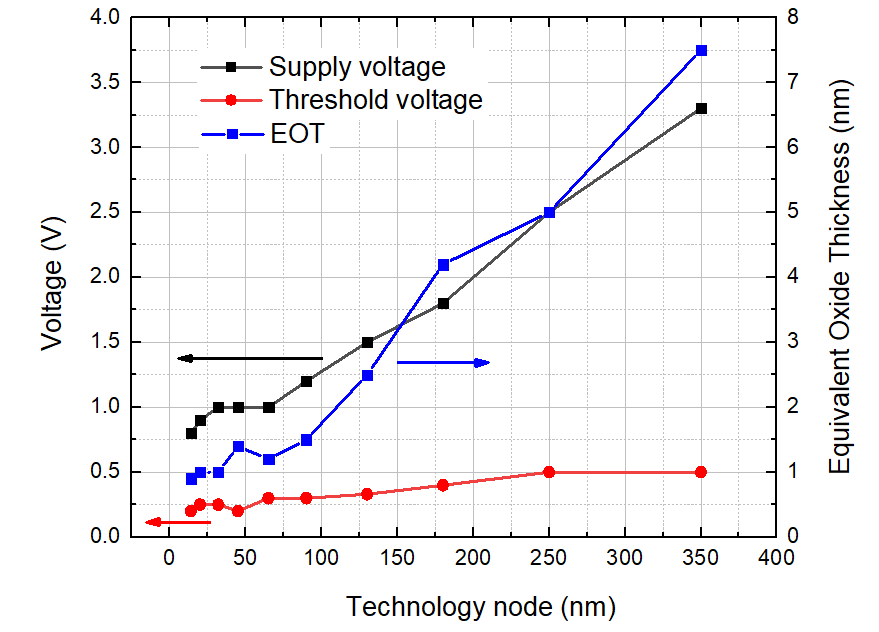 Supply voltage
Threshold voltage
EOT
4.0
3.5
3.0
2.5
2.0
1.5
1.0
0.5
0.0
Voltage (V)
8
7
6
5
4
3
2
1
0
Equivalent Oxide Thickness (nm)
0 50 100 150 200 250 300 350 400
Technology node (nm)